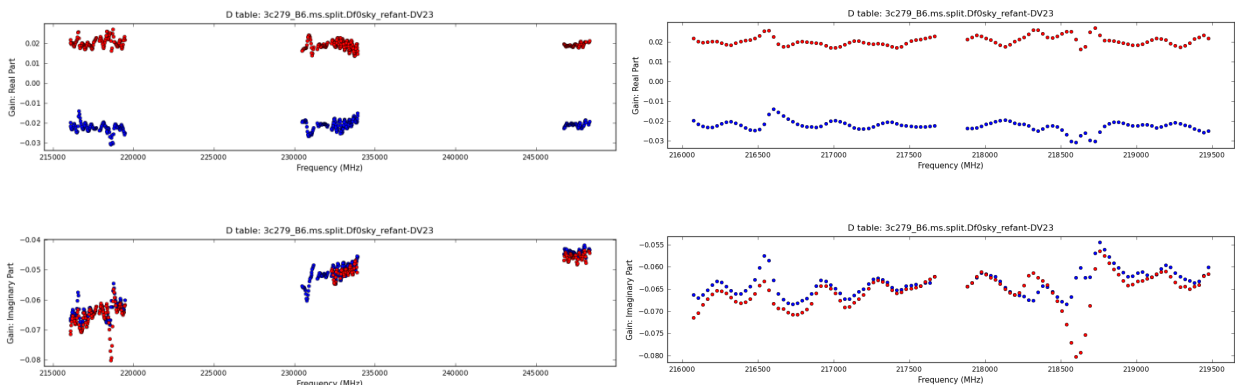 D table: 3c279_B6.ms.split.Df0sky_refant-DV23
0.02
0.01
0.00
−0.01
−0.02
−0.03
Gain: Real Part
215000 220000 225000 230000 235000 240000 245000
Frequency (MHz)
D table: 3c279_B6.ms.split.Df0sky_refant-DV23
0.02
0.01
0.00
−0.01
−0.02
−0.03
Gain: Real Part
216000 216500 217000 217500 218000 218500 219000 219500
Frequency (MHz)
D table: 3c279_B6.ms.split.Df0sky_refant-DV23
−0.04
−0.05
−0.06
−0.07
−0.08
Gain: Imaginary Part
215000 220000 225000 230000 235000 240000 245000
Frequency (MHz)
D table: 3c279_B6.ms.split.Df0sky_refant-DV23
−0.055
−0.060
−0.065
−0.070
−0.075
−0.080
Gain: Imaginary Part
216000 216500 217000 217500 218000 218500 219000 219500
Frequency (MHz)